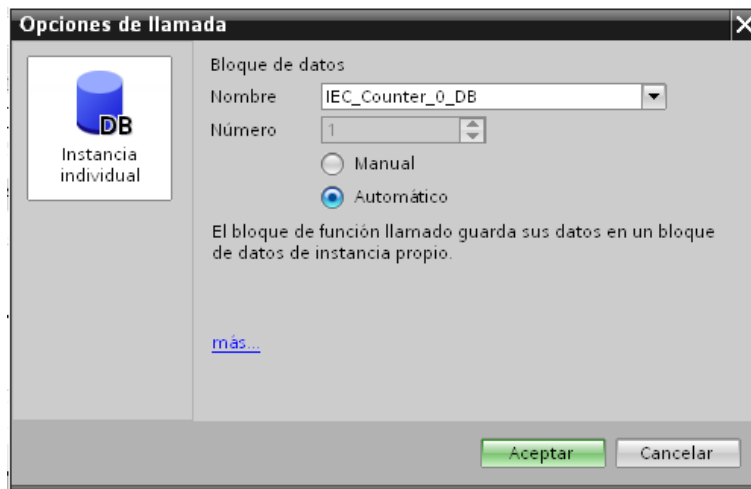 Opciones de llamada
DB
Instancia
individual
Bloque de datos
Nombre
IEC_Counter_0_DB
Número
1
Manual
Automático
El bloque de función llamado guarda sus datos en un bloque
de datos de instancia propio.
más...
Aceptar
Cancelar